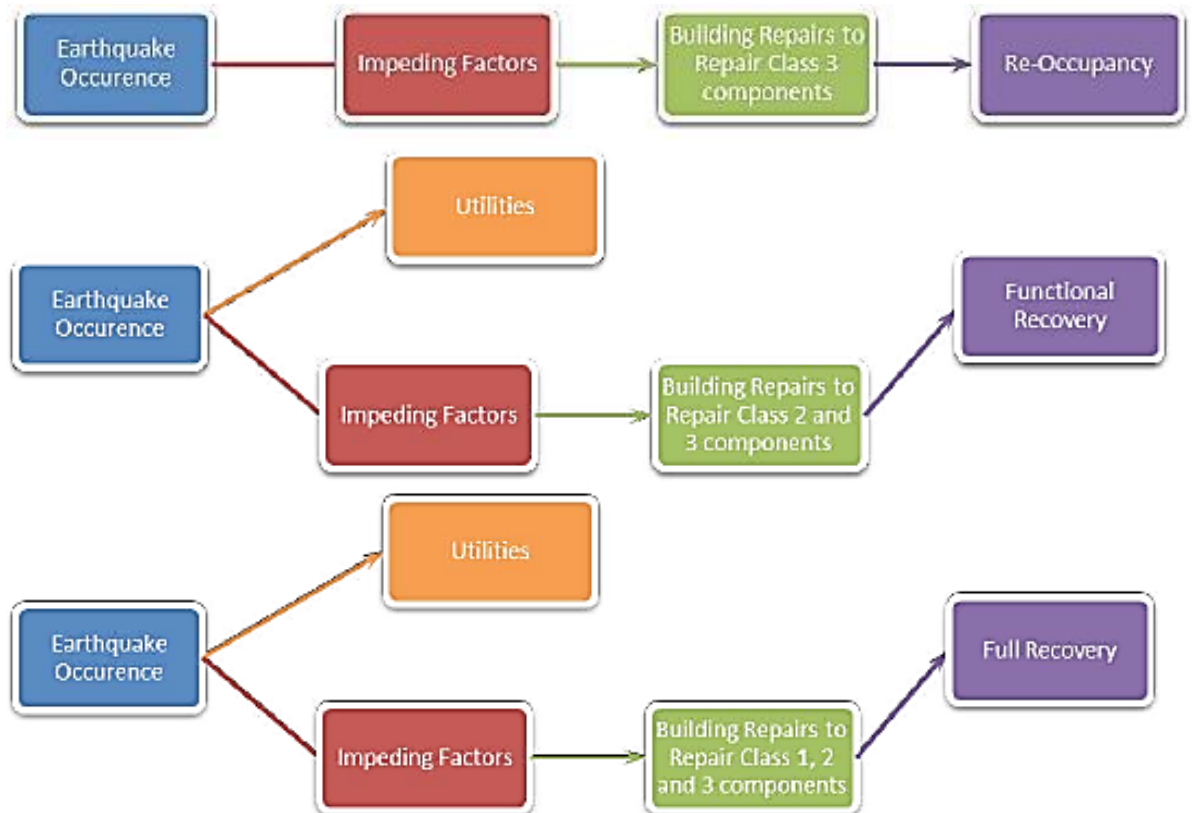 Earthquake
Occurence
Impeding Factors
Building Repairs to
Repair Class 3
components
Re-Occupancy
Utilities
Earthquake
Occurence
Functional
Recovery
Impeding Factors
Building Repairs to
Repair Class 2 and
3 components
Utilities
Earthquake
Occurence
Full Recovery
Impeding Factors
Building Repairs to
Repair Class 1, 2
and 3 components